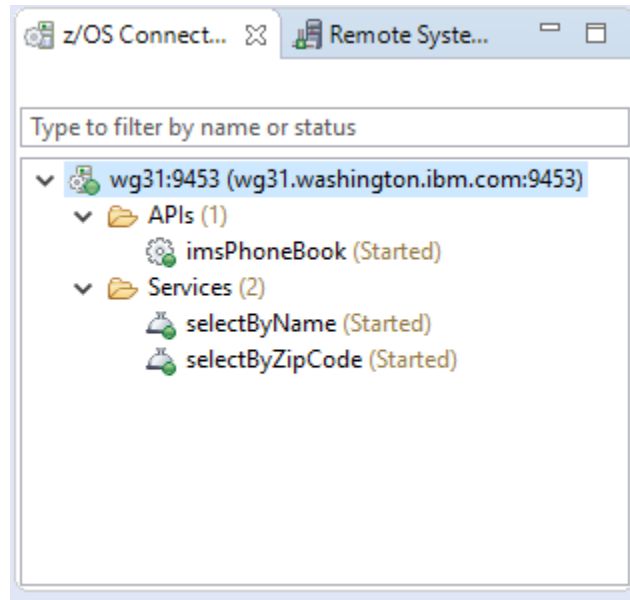 z/OS Connect... Remote Syste...
Type to filter by name or status
wg31:9453 (wg31.washington.ibm.com:9453)
APIs (1)
imsPhoneBook (Started)
Services (2)
selectByName (Started)
selectByZipCode (Started)